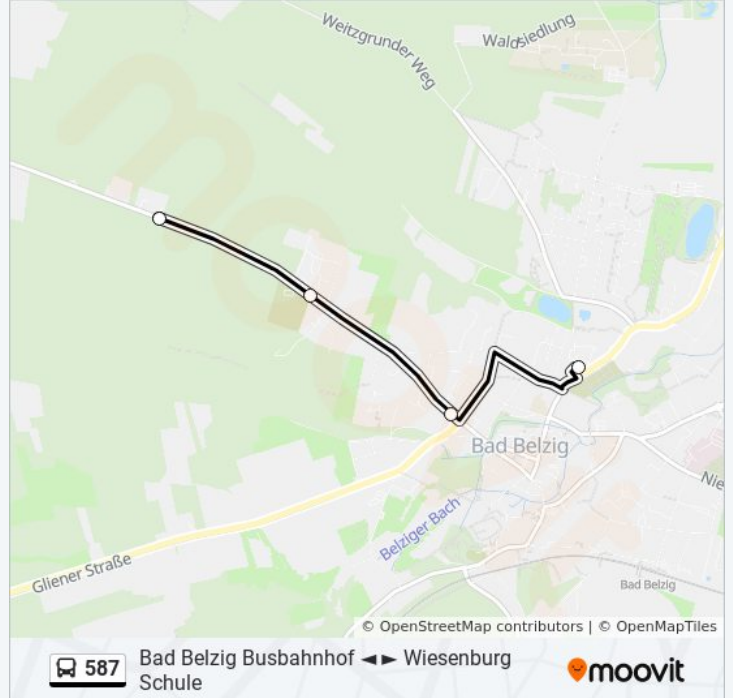 Weitzgrunder Weg
Waldsiedlung
Bad Belzig
Belziger Bach
Nie
Gliener Straße
Bad Belzig
© OpenStreetMap contributors | © OpenMapTiles
587
Bad Belzig Busbahnhof ◄ ► Wiesenburg
Schule
moovit